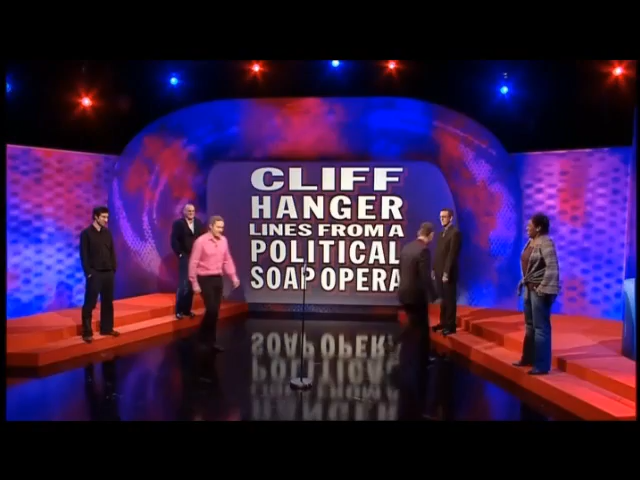 CLIFF
HANGER
LINES FROM A
POLITICAL
SOAP OPERA